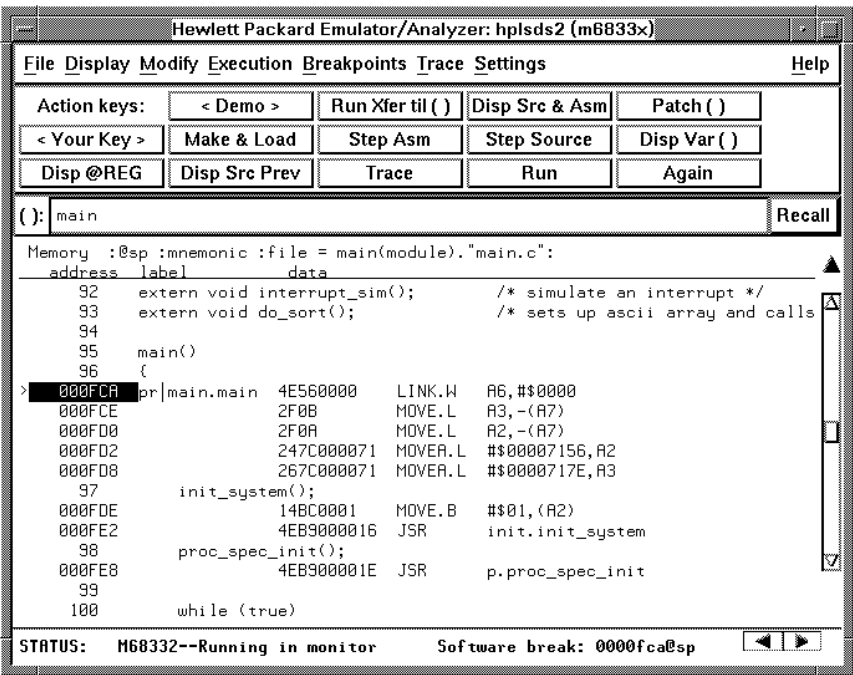 Hewlett Packard Emulator/Analyzer: hplsds2 (m6833x)
File Display Modify Execution Breakpoints Trace Settings Help
Action keys: < Demo > Run Xfer til ( ) Disp Src & Asm Patch ( )
< Your Key > Make & Load Step Asm Step Source Disp Var ( )
Disp @REG Disp Src Prev Trace Run Again
( ): main Recall
Memory :@sp :mnemonic :file = main(module)."main.c":
address label data
92 extern void interrupt_sim(); /* simulate an interrupt */
93 extern void do_sort(); /* sets up ascii array and calls
94
95 main()
96 {
> 000FCA pr|main.main 4E560000 LINK.W A6,#$0000
000FCE 2F0B MOVE.L A3,-(A7)
000FD0 2F0A MOVE.L A2,-(A7)
000FD2 247C000071 MOVEA.L #$00007156,A2
000FD8 267C000071 MOVEA.L #$0000717E,A3
97 init_system();
000FDE 14BC0001 MOVE.B #$01,(A2)
000FE2 4EB9000016 JSR init.init_system
98 proc_spec_init();
000FE8 4EB900001E JSR p.proc_spec_init
99
100 while (true)
STATUS: M68332--Running in monitor Software break: 0000fca@sp